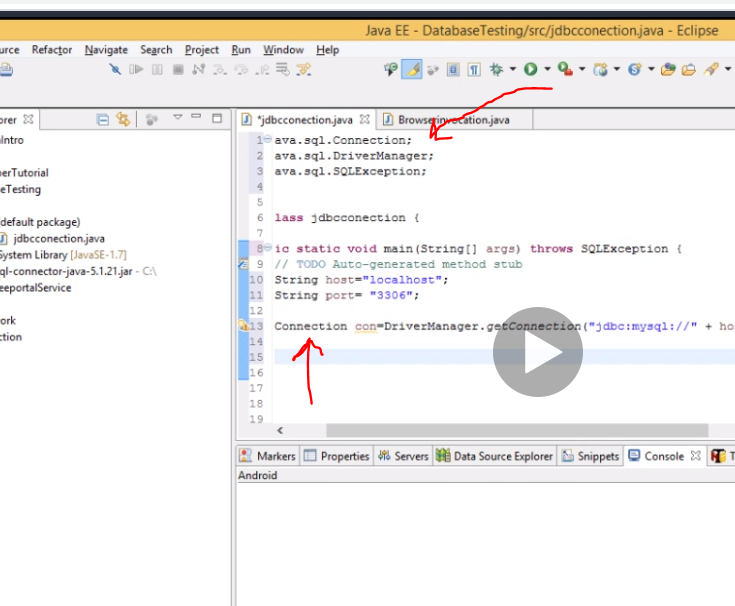 Java EE - DatabaseTesting/src/jdbcconection.java - Eclipse
urce Refactor Navigate Search Project Run Window Help
orer
*jdbcconection.java
Browserinvocation.java
Intro
erTutorial
eTesting
(default package)
jdbcconection.java
System Library [JavaSE-1.7]
ql-connector-java-5.1.21.jar - C:\
eeportalService
ork
ction
1 ava.sql.Connection;
2 ava.sql.DriverManager;
3 ava.sql.SQLException;
4
5
6 lass jdbcconection {
7
8 ic static void main(String[] args) throws SQLException {
9 // TODO Auto-generated method stub
10 String host="localhost";
11 String port= "3306";
12
13 Connection con=DriverManager.getConnection("jdbc:mysql://" + ho
14
15
16
17
18
19
Markers Properties Servers Data Source Explorer Snippets Console T
Android